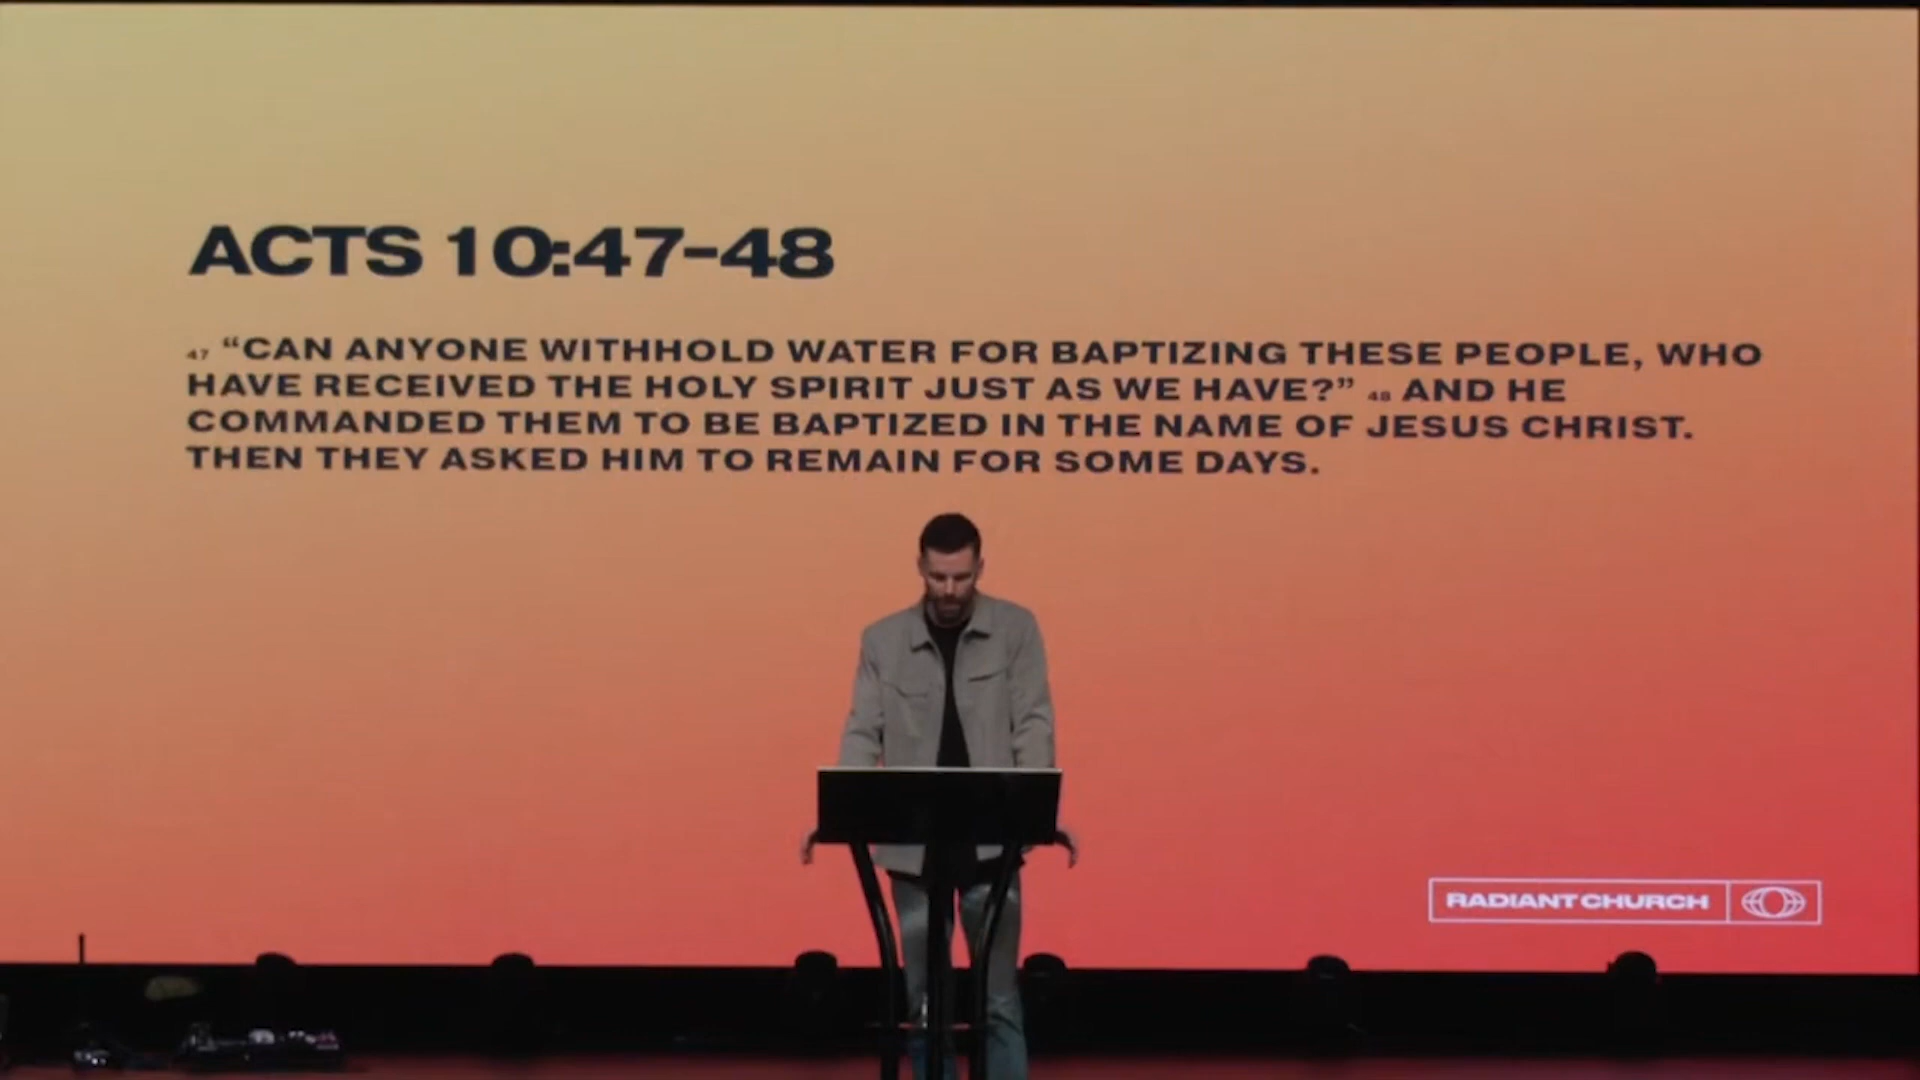 ACTS 10:47-48
47 “CAN ANYONE WITHHOLD WATER FOR BAPTIZING THESE PEOPLE, WHO
HAVE RECEIVED THE HOLY SPIRIT JUST AS WE HAVE?” 48 AND HE
COMMANDED THEM TO BE BAPTIZED IN THE NAME OF JESUS CHRIST.
THEN THEY ASKED HIM TO REMAIN FOR SOME DAYS.
RADIANT CHURCH